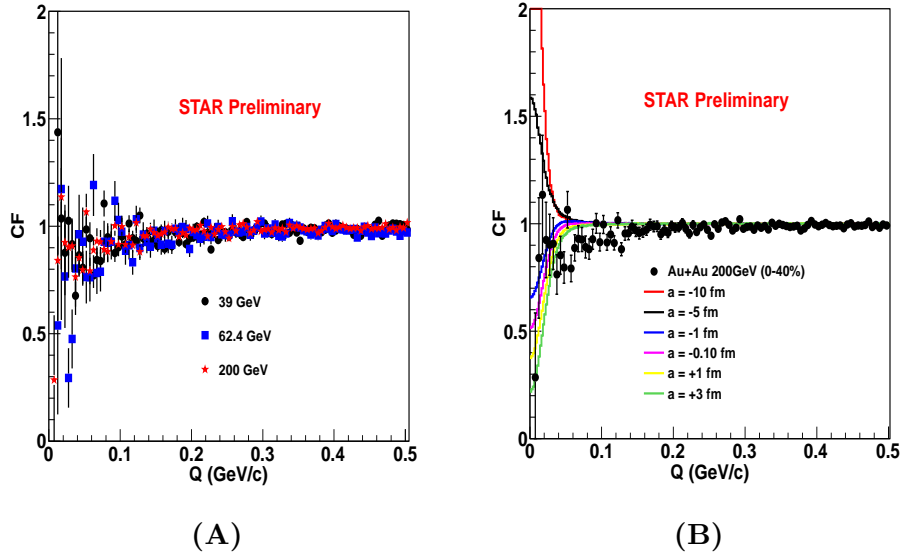 2
1.5
1
0.5
0
CF
STAR Preliminary
39 GeV
62.4 GeV
200 GeV
0 0.1 0.2 0.3 0.4 0.5
Q (GeV/c)
(A)
2
1.5
1
0.5
0
CF
STAR Preliminary
Au+Au 200GeV (0-40%)
a = -10 fm
a = -5 fm
a = -1 fm
a = -0.10 fm
a = +1 fm
a = +3 fm
0 0.1 0.2 0.3 0.4 0.5
Q (GeV/c)
(B)